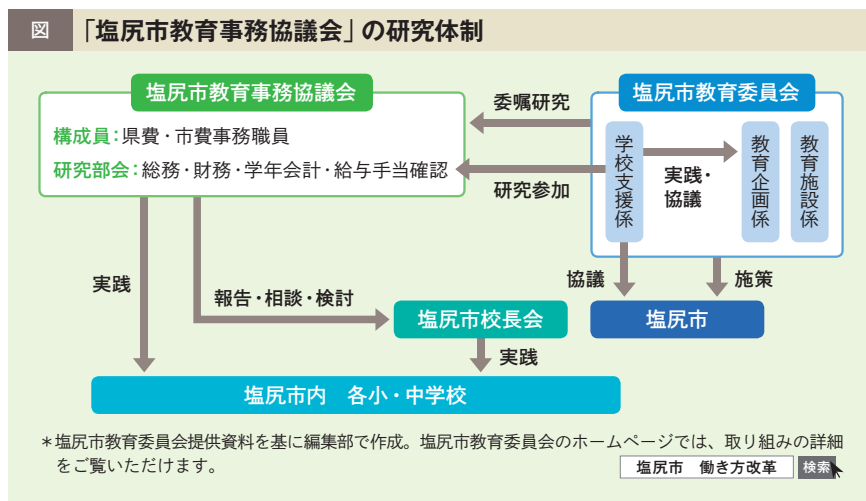 図
「塩尻市教育事務協議会」の研究体制
塩尻市教育事務協議会
構成員：県費・市費事務職員
研究部会：総務・財務・学年会計・給与手当確認
委嘱研究
研究参加
塩尻市教育委員会
学校支援係
実践・
協議
教育企画係
教育施設係
実践
報告・相談・検討
協議
施策
塩尻市校長会
塩尻市
実践
塩尻市内　各小・中学校
＊塩尻市教育委員会提供資料を基に編集部で作成。塩尻市教育委員会のホームページでは、取り組みの詳細
をご覧いただけます。
塩尻市　働き方改革
検索